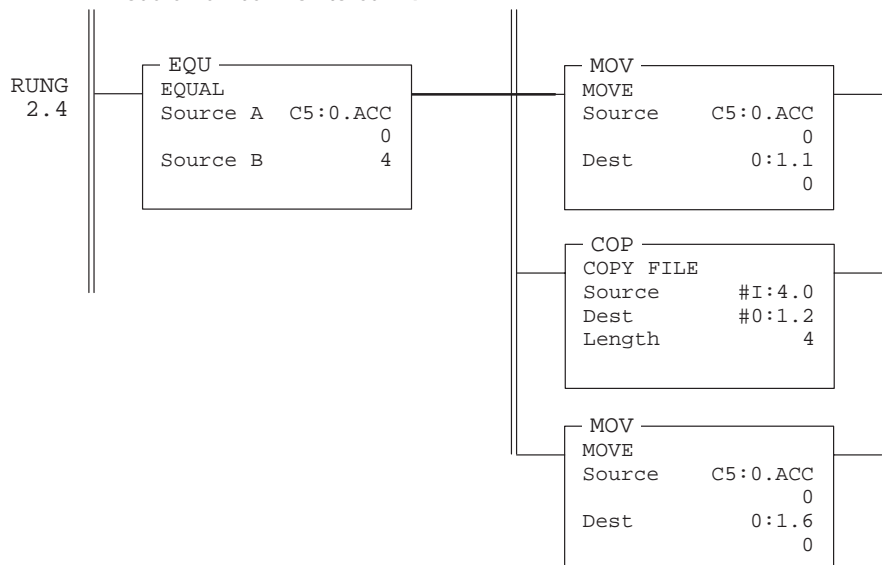 RUNG
2.4
EQU
EQUAL
Source A C5:0.ACC
0
Source B 4
MOV
MOVE
Source C5:0.ACC
0
Dest 0:1.1
0
COP
COPY FILE
Source #I:4.0
Dest #0:1.2
Length 4
MOV
MOVE
Source C5:0.ACC
0
Dest 0:1.6
0